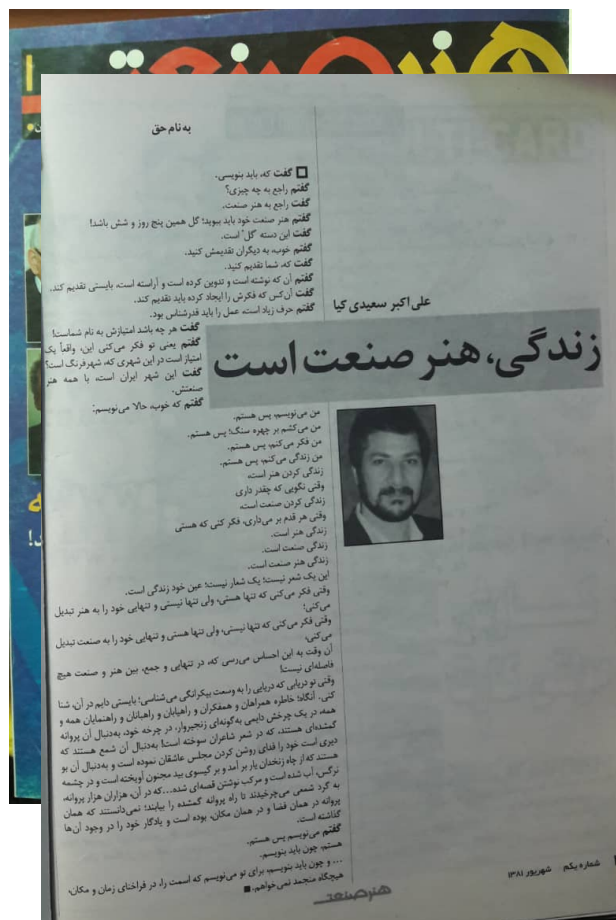 هنر صنعت
به نام حق
گفت که، باید بنویسی.
گفتم راجع به چه چیزی؟
گفت راجع به هنر صنعت.
گفتم هنر صنعت خود باید ببوید؛ گل همین پنج روز و شش باشد!
گفت این دسته "گل" است.
گفتم خوب، به دیگران تقدیمش کنید.
گفت که، شما تقدیم کنید.
گفتم آن که نوشته است و تدوین کرده است و آراسته است، بایستی تقدیم کند.
گفت آن‌کس که فکرش را ایجاد کرده باید تقدیم کند.
گفتم حرف زیاد است، عمل را باید قدرشناس بود.
گفت هر چه باشد امتیازش به نام شماست!
گفتم یعنی تو فکر می‌کنی این، واقعاً یک
امتیاز است در این شهری که، شهرفرنگ است؟
گفت این شهر ایران است، با همه هنر
صنعتش.
گفتم که خوب، حالا می‌نویسم:
علی‌اکبر سعیدی کیا
زندگی، هنر صنعت است
من می‌نویسم، پس هستم.
من می‌کشم بر چهره سنگ؛ پس هستم.
من فکر می‌کنم، پس هستم.
من زندگی می‌کنم، پس هستم.
زندگی کردن هنر است،
وقتی نگویی که چقدر داری
زندگی کردن صنعت است،
وقتی هر قدم بر می‌داری، فکر کنی که هستی
زندگی هنر است.
زندگی صنعت است.
زندگی هنر صنعت است.
این یک شعر نیست؛ یک شعار نیست؛ عین خود زندگی است.
وقتی فکر می‌کنی که تنها هستی، ولی تنها نیستی و تنهایی خود را به هنر تبدیل
می‌کنی؛
وقتی فکر می‌کنی که تنها نیستی، ولی تنها هستی و تنهایی خود را به صنعت تبدیل
می‌کنی،
آن وقت به این احساس می‌رسی که، در تنهایی و جمع، بین هنر و صنعت هیچ
فاصله‌ای نیست!
وقتی تو دریایی که دریایی را به وسعت بیکرانگی می‌شناسی؛ بایستی دایم در آن، شنا
کنی. آنگاه؛ خاطره همراهان و همفکران و راهیابان و راهبانان و راهنمایان همه و
همه، در یک چرخش دایمی به‌گونه‌ای زنجیروار، در چرخه خود، به‌دنبال آن پروانه
گمشده‌ای هستند، که در شعر شاعران سوخته است! به‌دنبال آن شمع هستند که
دیری است خود را فدای روشن کردن مجلس عاشقان نموده است و به‌دنبال آن بو
هستند که از چاه زنخدان یار بر آمد و بر گیسوی بید مجنون آویخته است و در چشمه
نرگس، آب شده است و مرکب نوشتن قصه‌ای شده...که در آن، هزاران هزار پروانه،
به گرد شمعی می‌چرخیدند تا راه پروانه گمشده را بیابند؛ نمی‌دانستند که همان
پروانه در همان فضا و در همان مکان، بوده است و یادگار خود را در وجود آن‌ها
گذاشته است.
گفتم می‌نویسم پس هستم.
هستم، چون باید بنویسم.
... و چون باید بنویسم، برای تو می‌نویسم که اسمت را، در فراخنای زمان و مکان،
هیچگاه منجمد نمی‌خواهم.
هنر صنعت
شماره یکم شهریور ۱۳۸۱